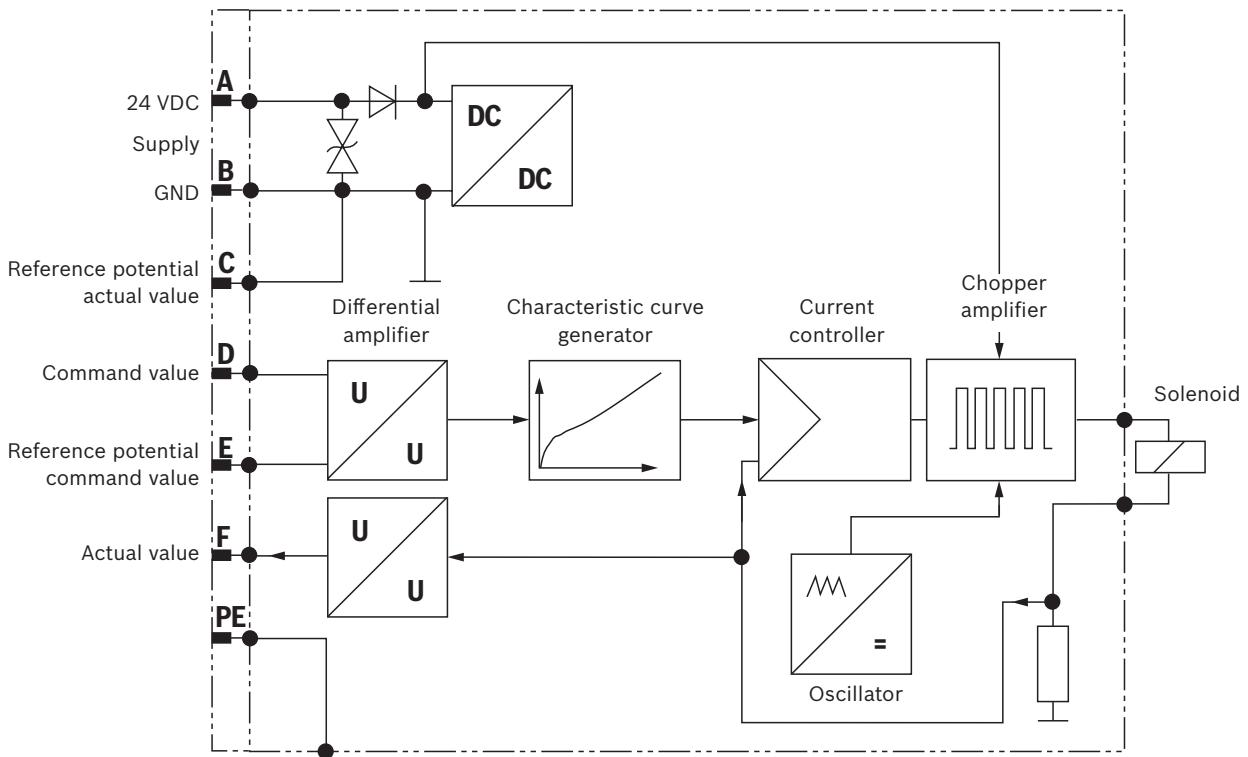 A
24 VDC
Supply
B
GND
DC
DC
C
Reference potential
actual value
Differential
amplifier
Characteristic curve
generator
Current
controller
Chopper
amplifier
D
Command value
U
U
E
Reference potential
command value
Solenoid
F
Actual value
U
U
=
Oscillator
PE